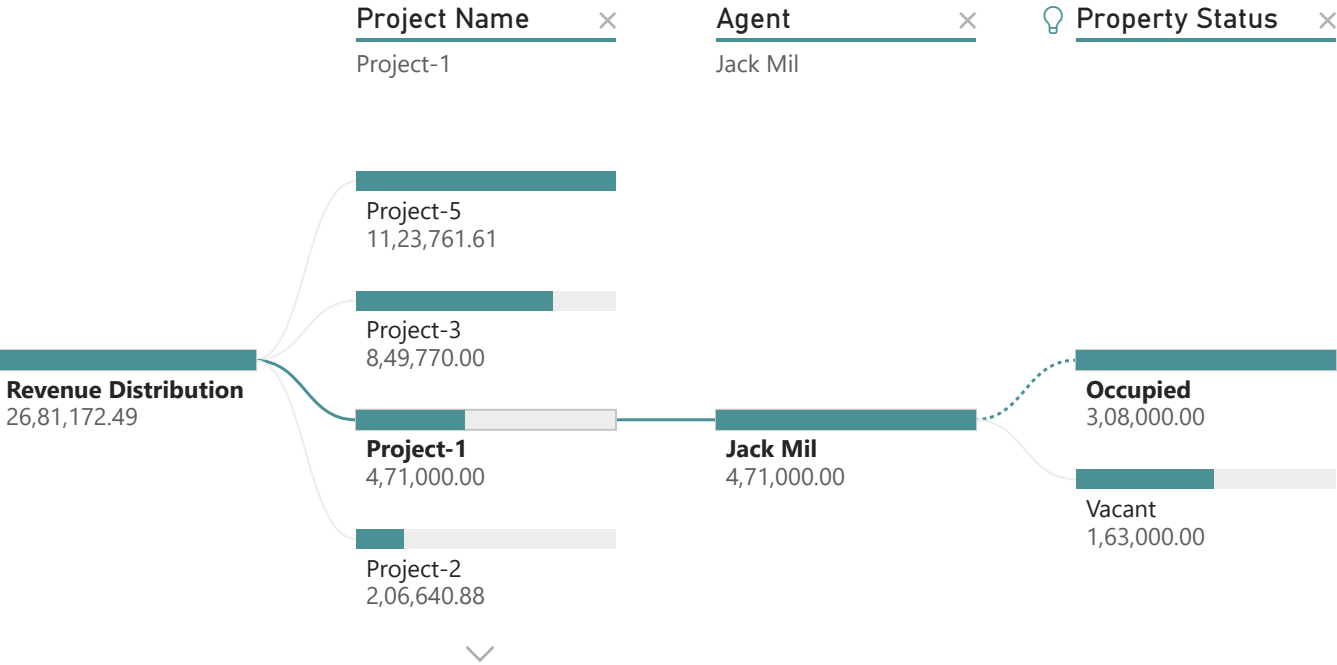 Project Name
Agent
Property Status
Project-1
Jack Mil
Project-5
11,23,761.61
Project-3
8,49,770.00
Revenue Distribution
26,81,172.49
Project-1
4,71,000.00
Jack Mil
4,71,000.00
Occupied
3,08,000.00
Vacant
1,63,000.00
Project-2
2,06,640.88